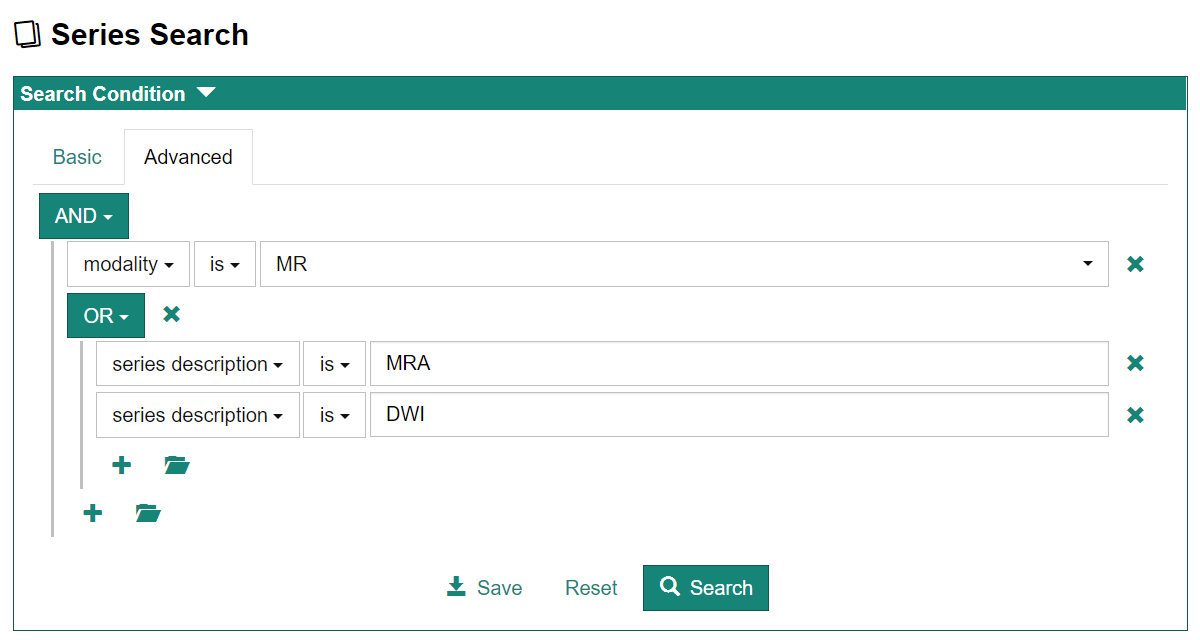 Series Search
Search Condition
Basic Advanced
AND
modality is MR
OR
series description is MRA
series description is DWI
Save Reset Search